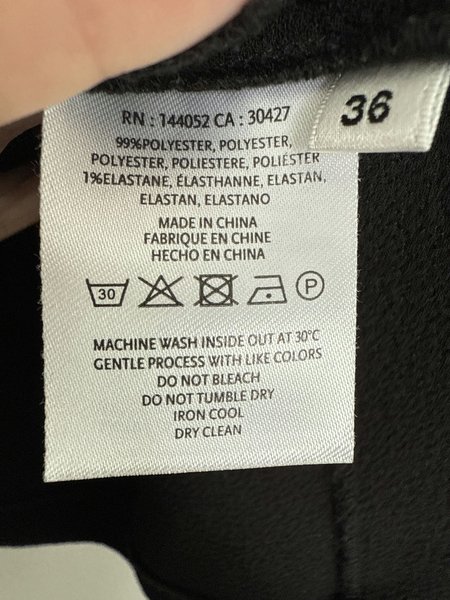 36
RN : 144052 CA : 30427
99%POLYESTER, POLYESTER,
POLYESTER, POLIESTERE, POLIÉSTER
1%ELASTANE, ÉLASTHANNE, ELASTAN,
ELASTAN, ELASTANO
MADE IN CHINA
FABRIQUÉ EN CHINE
HECHO EN CHINA
30
P
MACHINE WASH INSIDE OUT AT 30°C
GENTLE PROCESS WITH LIKE COLORS
DO NOT BLEACH
DO NOT TUMBLE DRY
IRON COOL
DRY CLEAN